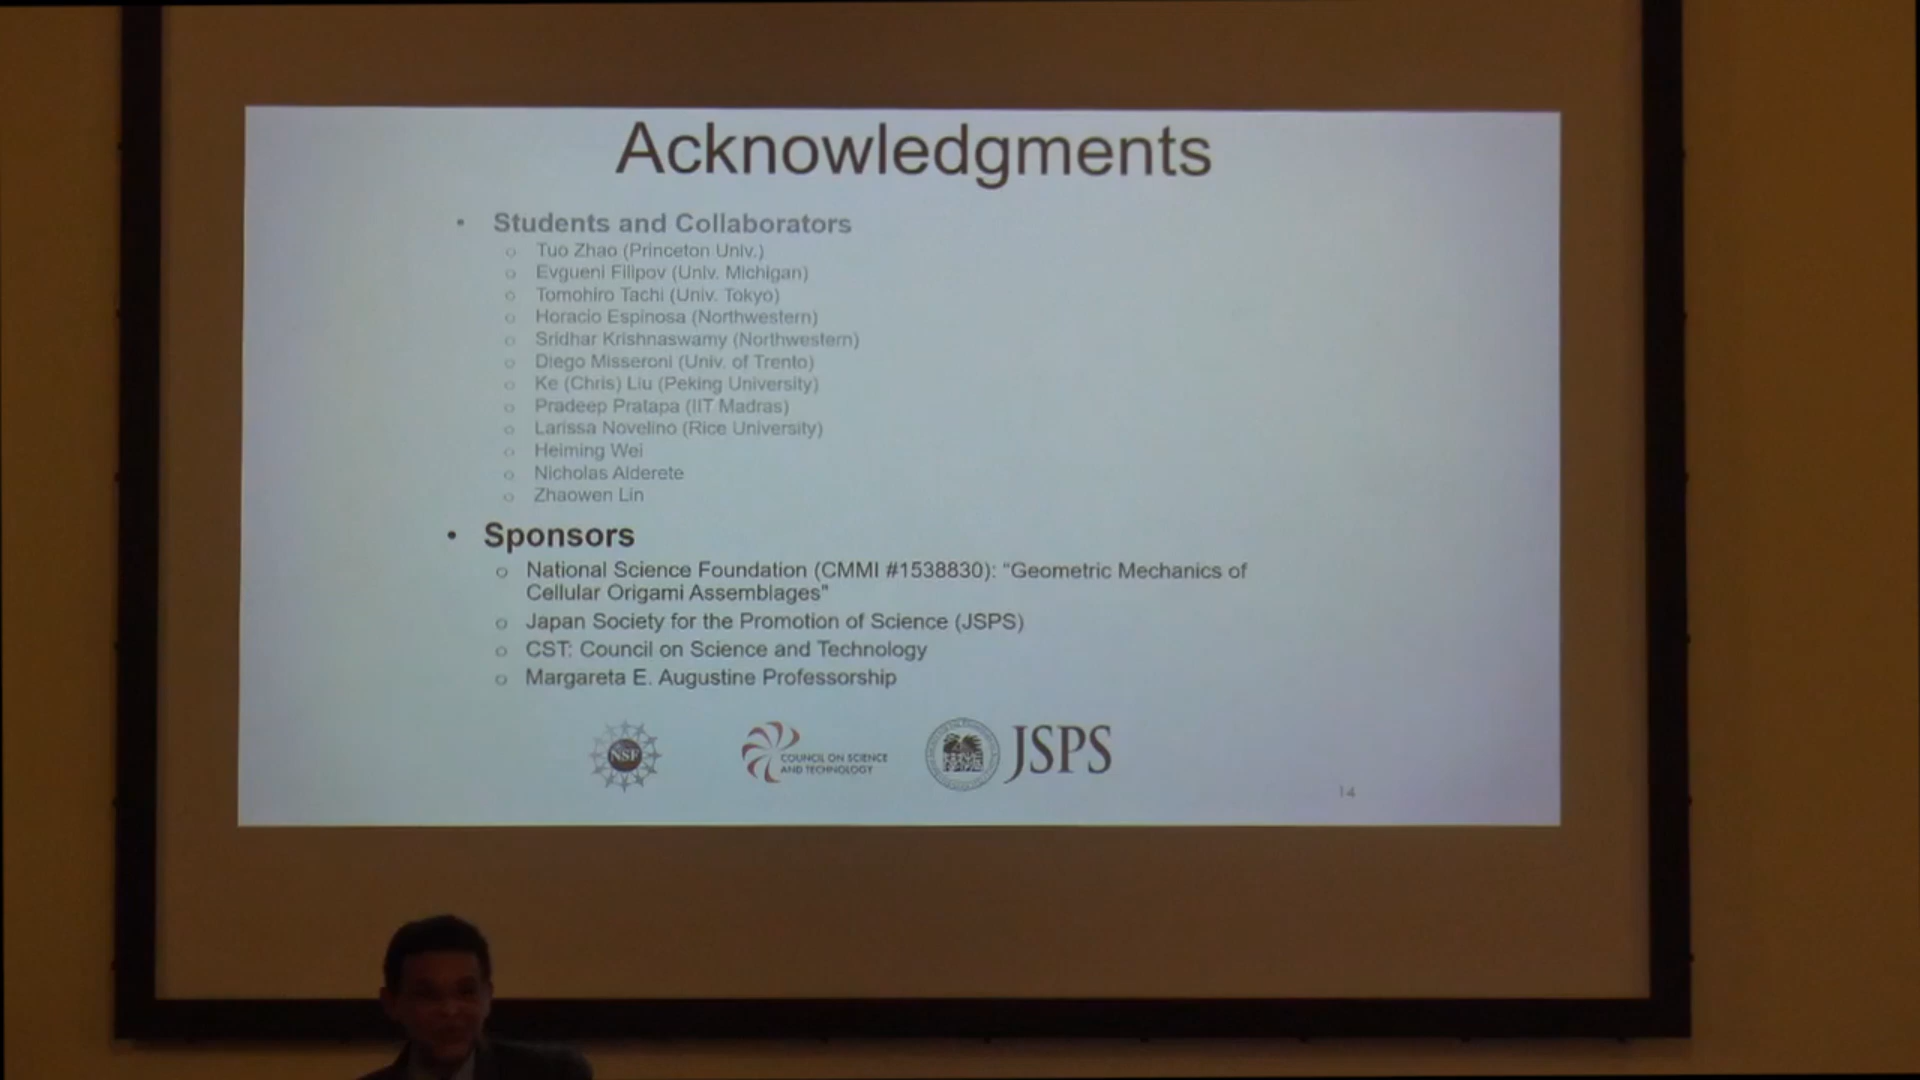 Acknowledgments
• Students and Collaborators
o Tuo Zhao (Princeton Univ.)
o Evgueni Filipov (Univ. Michigan)
o Tomohiro Tachi (Univ. Tokyo)
o Horacio Espinosa (Northwestern)
o Sridhar Krishnaswamy (Northwestern)
o Diego Misseroni (Univ. of Trento)
o Ke (Chris) Liu (Peking University)
o Pradeep Pratapa (IIT Madras)
o Larissa Novelino (Rice University)
o Heiming Wei
o Nicholas Alderete
o Zhaowen Lin
• Sponsors
o National Science Foundation (CMMI #1538830): “Geometric Mechanics of
Cellular Origami Assemblages”
o Japan Society for the Promotion of Science (JSPS)
o CST: Council on Science and Technology
o Margareta E. Augustine Professorship
NSF
COUNCIL ON SCIENCE
AND TECHNOLOGY
JSPS
14